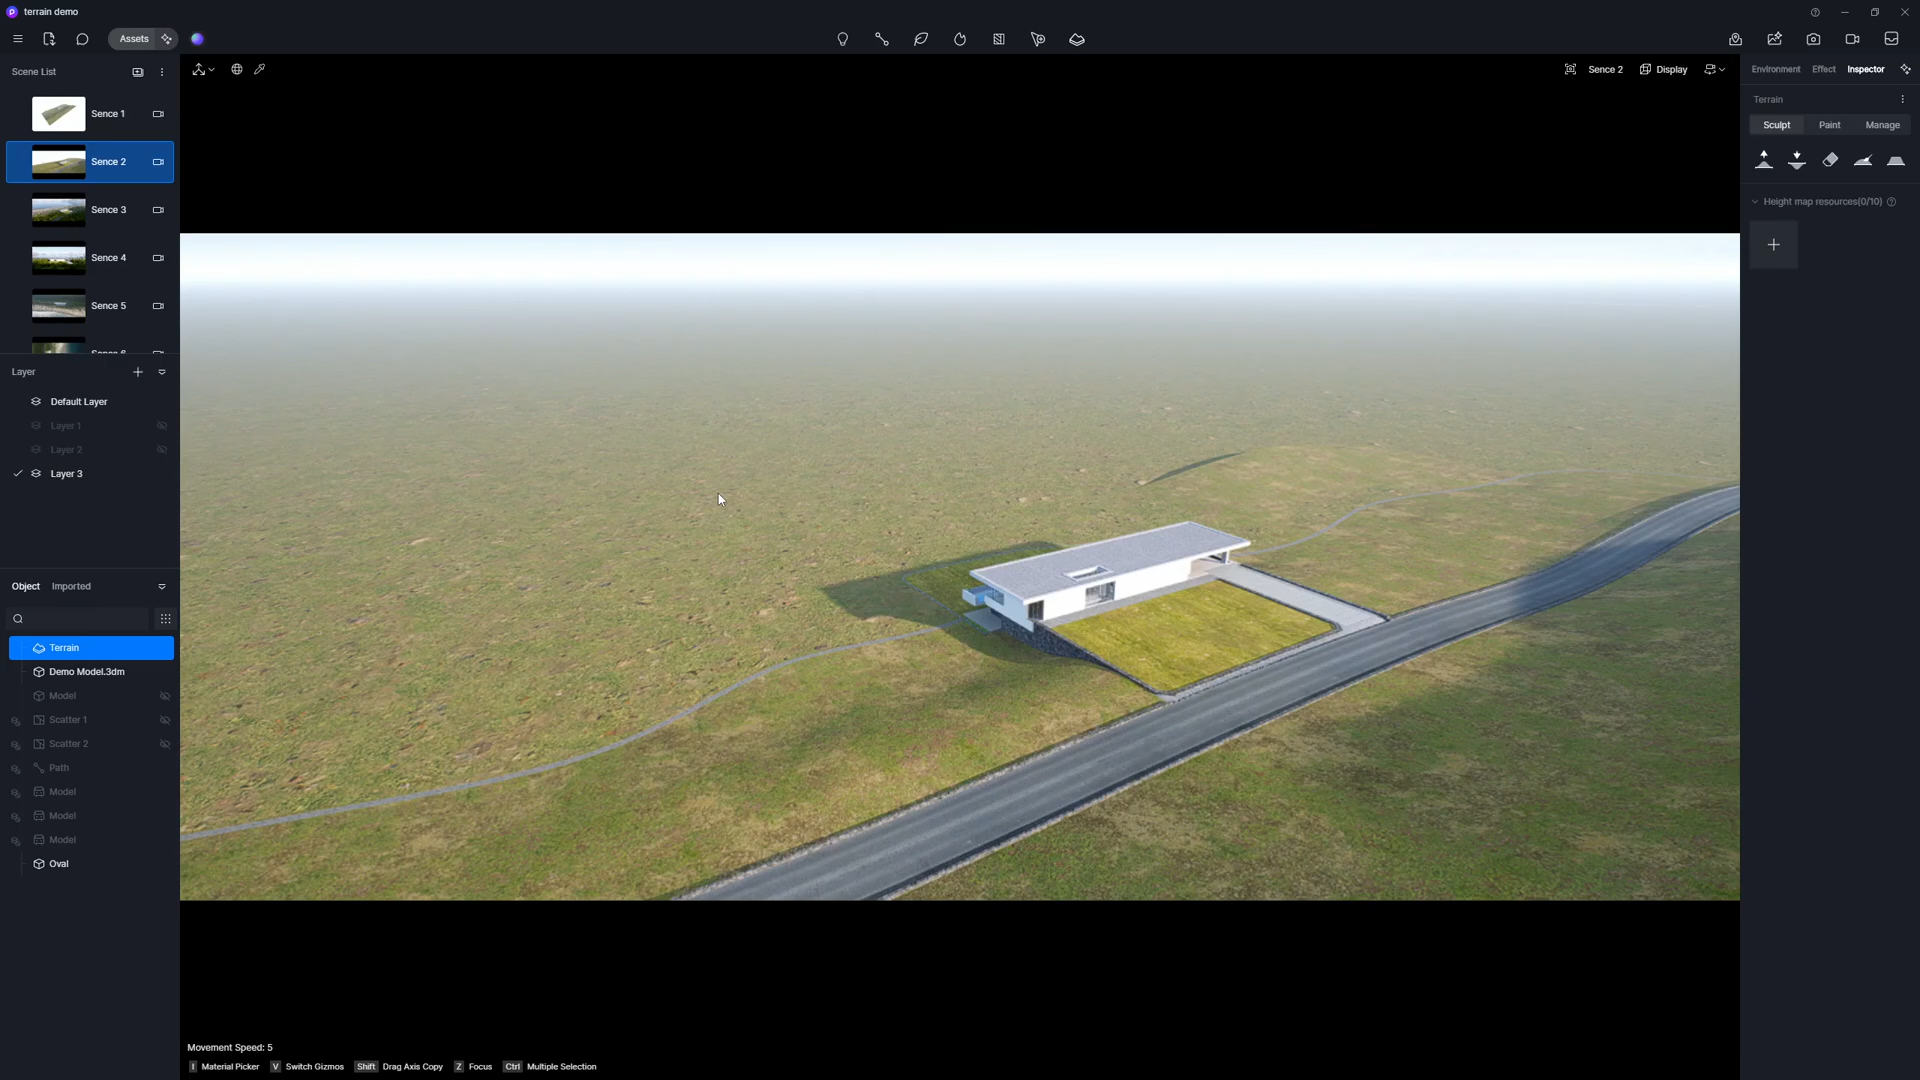 terrain demo
Assets
Scene List
Sence 1
Sence 2
Sence 3
Sence 4
Sence 5
Layer
Default Layer
Layer 1
Layer 2
Layer 3
Object Imported
Terrain
Demo Model.3dm
Model
Scatter 1
Scatter 2
Path
Model
Model
Model
Oval
Sence 2 Display
Movement Speed: 5
I Material Picker V Switch Gizmos Shift Drag Axis Copy Z Focus Ctrl Multiple Selection
Environment Effect Inspector
Terrain
Sculpt Paint Manage
Height map resources(0/10)